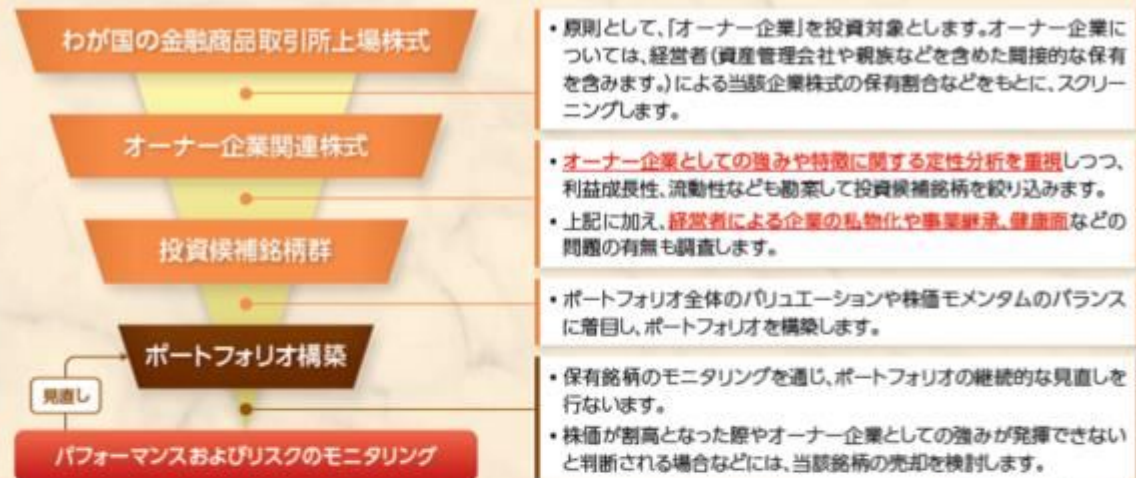 わが国の金融商品取引所上場株式
・原則として、「オーナー企業」を投資対象とします。オーナー企業に
ついては、経営者(資産管理会社や親族などを含めた間接的な保有
を含みます。)による当該企業株式の保有割合などをもとに、スクリー
ニングします。
オーナー企業関連株式
・オーナー企業としての強みや特徴に関する定性分析を重視しつつ、
利益成長性、流動性なども勘案して投資候補銘柄を絞り込みます。
・上記に加え、経営者による企業の私物化や事業継承、健康面などの
問題の有無も調査します。
投資候補銘柄群
・ポートフォリオ全体のバリュエーションや株価モメンタムのバランス
に着目し、ポートフォリオを構築します。
ポートフォリオ構築
見直し
・保有銘柄のモニタリングを通じ、ポートフォリオの継続的な見直しを
行ないます。
・株価が割高となった際やオーナー企業としての強みが発揮できない
と判断される場合などには、当該銘柄の売却を検討します。
パフォーマンスおよびリスクのモニタリング